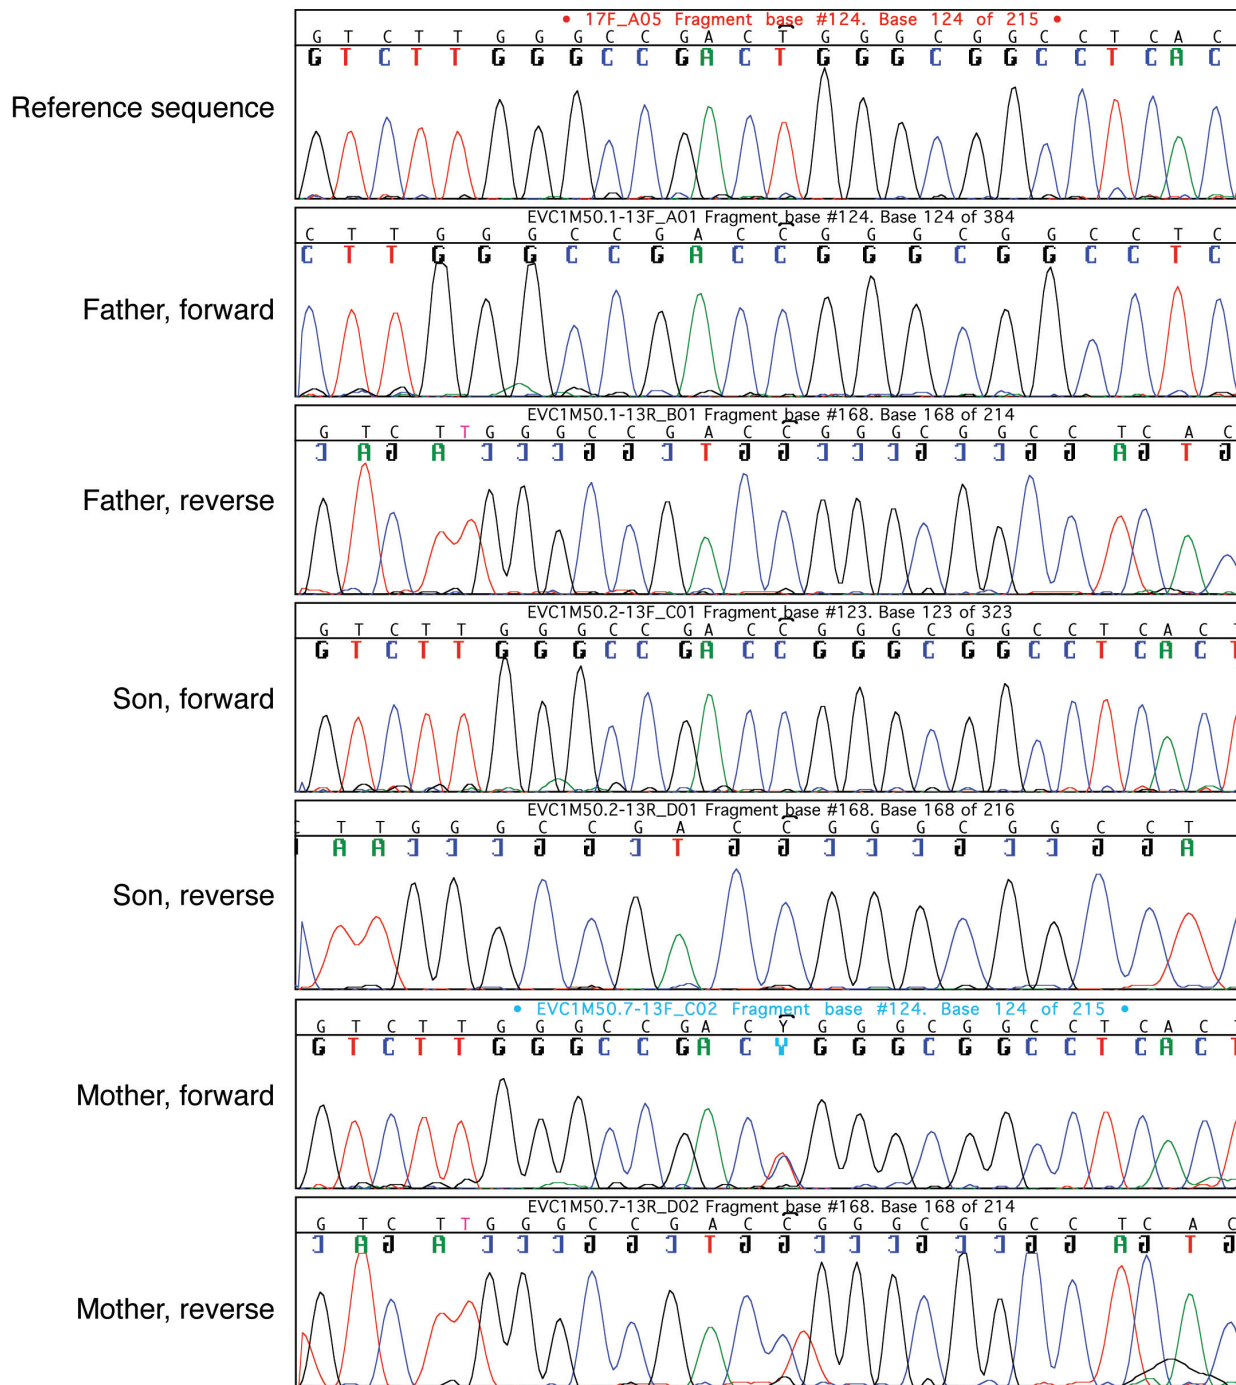 • 17F_A05 Fragment base #124. Base 124 of 215 •
G T C T T G G G C C G A C T G G G C G G C C T C A C
G T C T T G G G C C G A C T G G G C G G C C T C A C
Reference sequence
EVC1M50.1-13F_A01 Fragment base #124. Base 124 of 384
C T T G G G C C G A C C G G G C G G C C T C
C T T G G G C C G A C C G G G C G G C C T C
Father, forward
EVC1M50.1-13R_B01 Fragment base #168. Base 168 of 214
G T C T T G G G C C G A C C G G G C G G C C T C A C
C A G A C C C G G C T G G C C C G C C G G A G T G
Father, reverse
EVC1M50.2-13F_C01 Fragment base #123. Base 123 of 323
G T C T T G G G C C G A C C G G G C G G C C T C A C T
G T C T T G G G C C G A C C G G G C G G C C T C A C T
Son, forward
EVC1M50.2-13R_D01 Fragment base #168. Base 168 of 216
C T T G G G C C G A C C G G G C G G C C T
A A C C C G G C T G G C C C G C C G G A
Son, reverse
• EVC1M50.7-13F_C02 Fragment base #124. Base 124 of 215 •
G T C T T G G G C C G A C Y G G G C G G C C T C A C T
G T C T T G G G C C G A C Y G G G C G G C C T C A C T
Mother, forward
EVC1M50.7-13R_D02 Fragment base #168. Base 168 of 214
G T C T T G G G C C G A C C G G G C G G C C T C A C
C A G A C C C G G C T G G C C C G C C G G A G T G
Mother, reverse